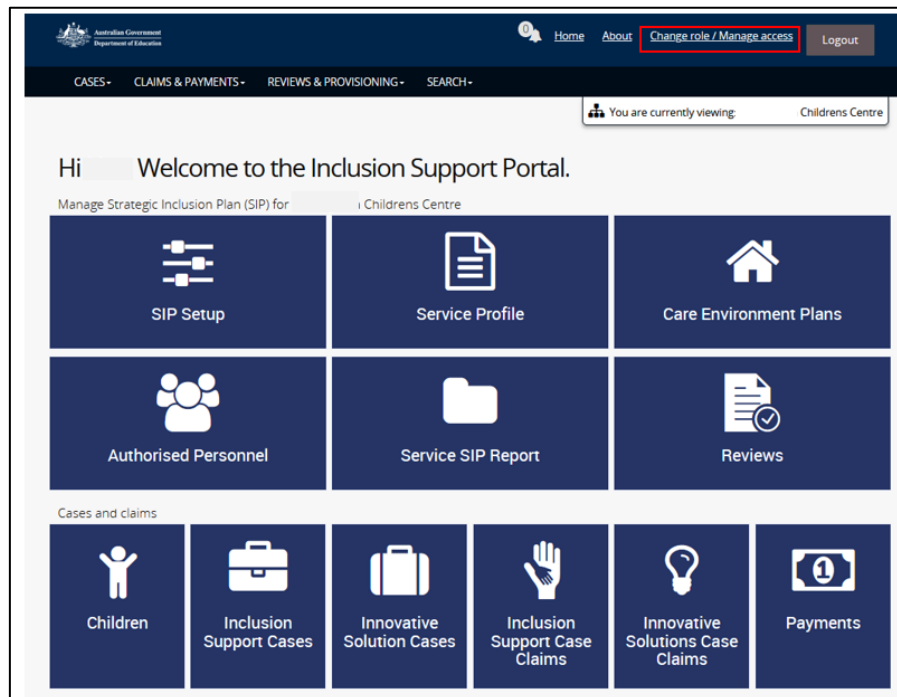 Australian Government
Department of Education
0
Home About Change role / Manage access Logout
CASES CLAIMS & PAYMENTS REVIEWS & PROVISIONING SEARCH
You are currently viewing: Childrens Centre
Hi Welcome to the Inclusion Support Portal.
Manage Strategic Inclusion Plan (SIP) for Childrens Centre
SIP Setup Service Profile Care Environment Plans
Authorised Personnel Service SIP Report Reviews
Cases and claims
1
Children Inclusion Innovative Inclusion Innovative Payments
Support Cases Solution Cases Support Case Solutions Case
Claims Claims